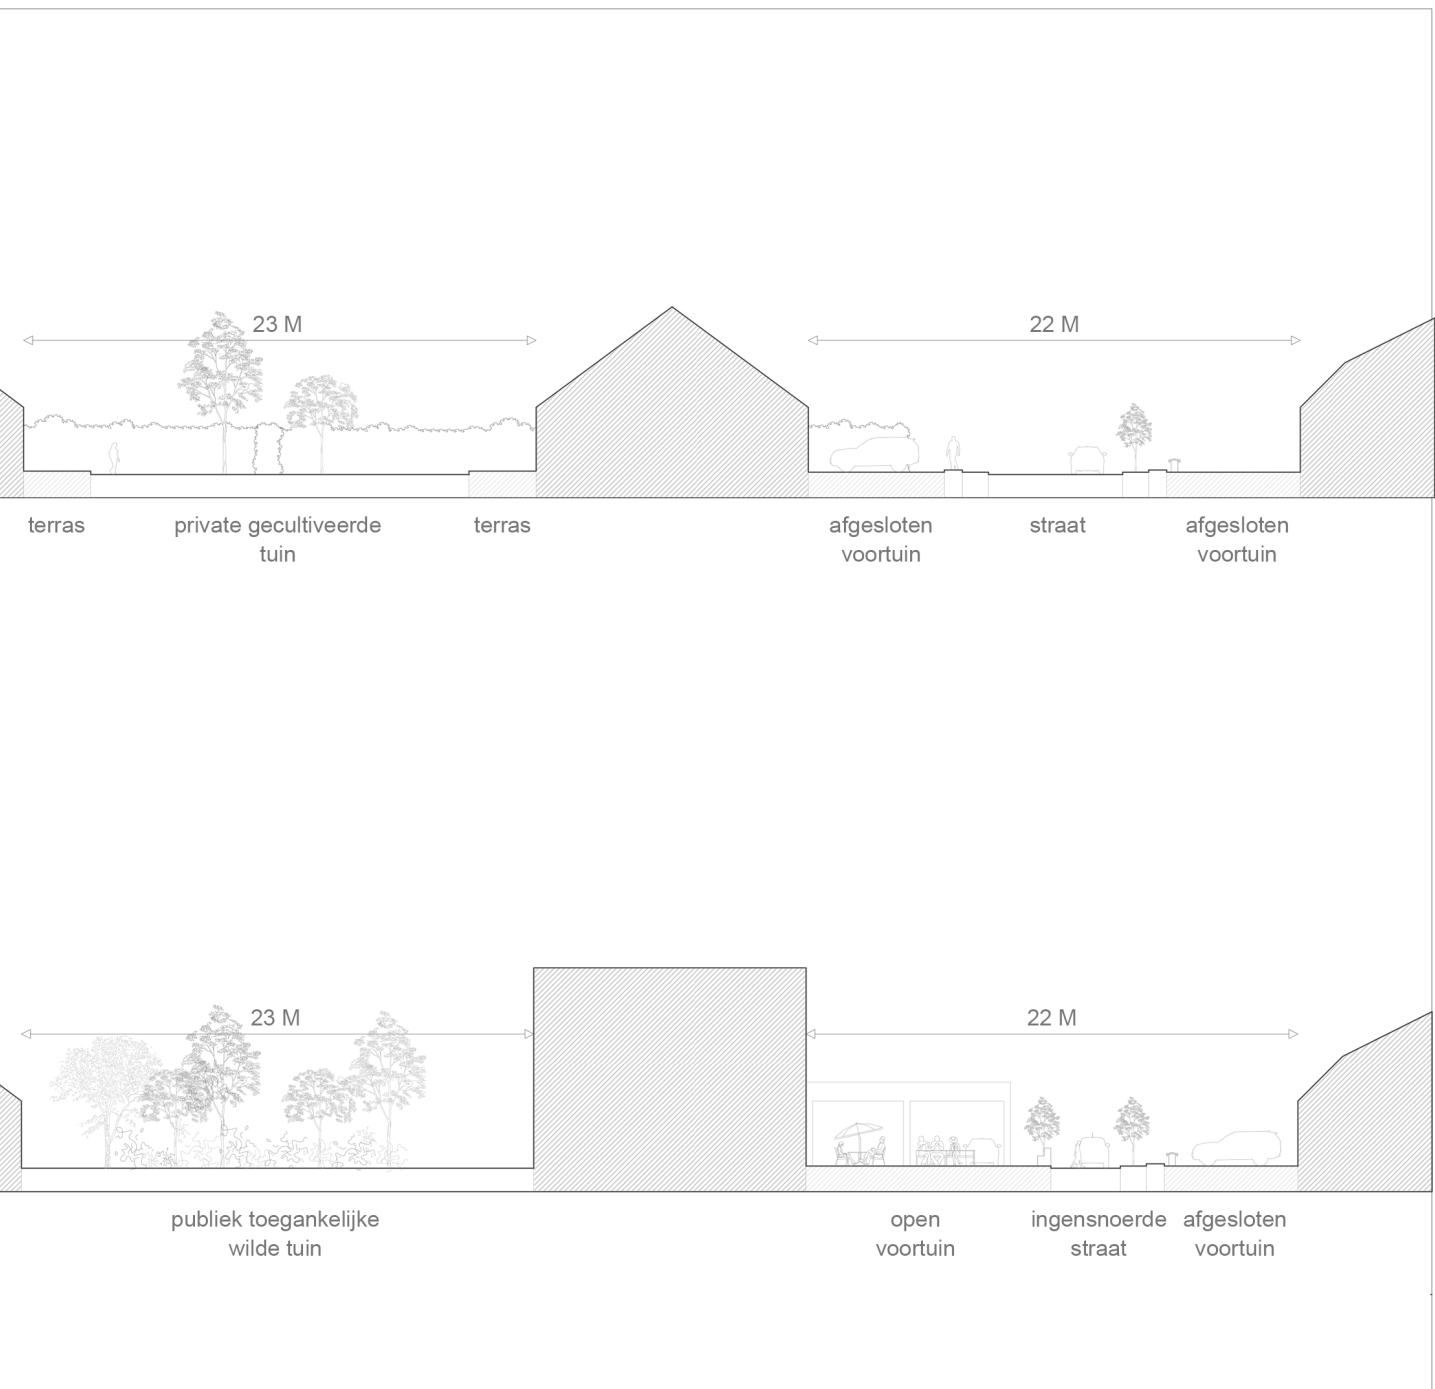 23 M
22 M
terras
private gecultiveerde
tuin
terras
afgesloten
voortuin
straat
afgesloten
voortuin
23 M
22 M
publiek toegankelijke
wilde tuin
open
voortuin
ingensnoerde
straat
afgesloten
voortuin